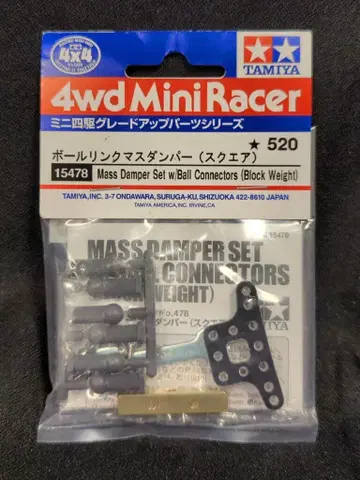 4x4
TAMIYA
4wd Mini Racer
ミニ四駆グレードアップパーツシリーズ
★ 520
ボールリンクマスダンパー（スクエア）
15478 Mass Damper Set w/Ball Connectors (Block Weight)
TAMIYA, INC. 3-7 ONDAWARA, SURUGA-KU, SHIZUOKA 422-8610 JAPAN
TAMIYA AMERICA, INC. IRVINE, CA
15478
MASS DAMPER SET
CONNECTORS
WEIGHT)
TAMIYA
.478
ダンパー(スクエア)